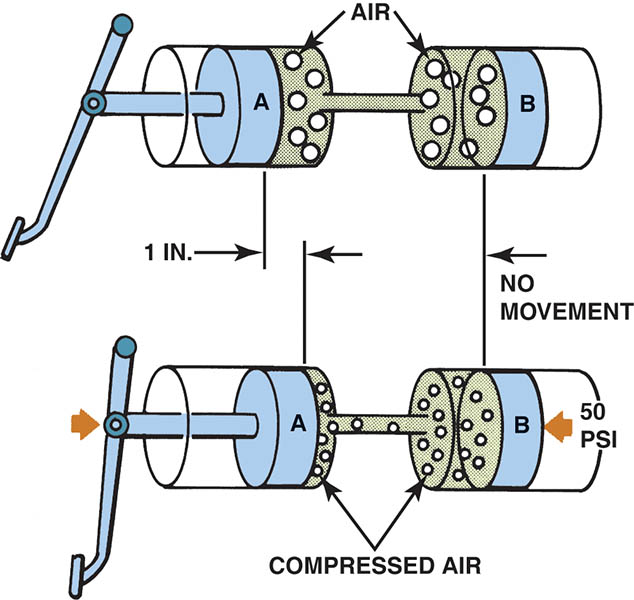 AIR
A
B
1 IN.
NO
MOVEMENT
A
B
50
PSI
COMPRESSED AIR